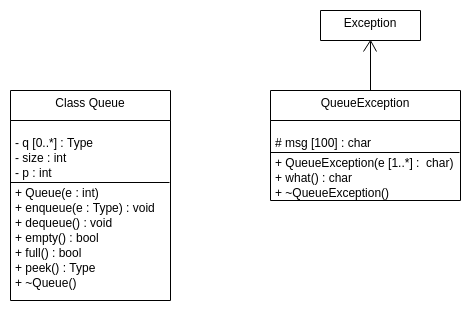 Exception
Class Queue
- q [0..*] : Type
- size : int
- p : int
+ Queue(e : int)
+ enqueue(e : Type) : void
+ dequeue() : void
+ empty() : bool
+ full() : bool
+ peek() : Type
+ ~Queue()
QueueException
# msg [100] : char
+ QueueException(e [1..*] :  char)
+ what() : char
+ ~QueueException()